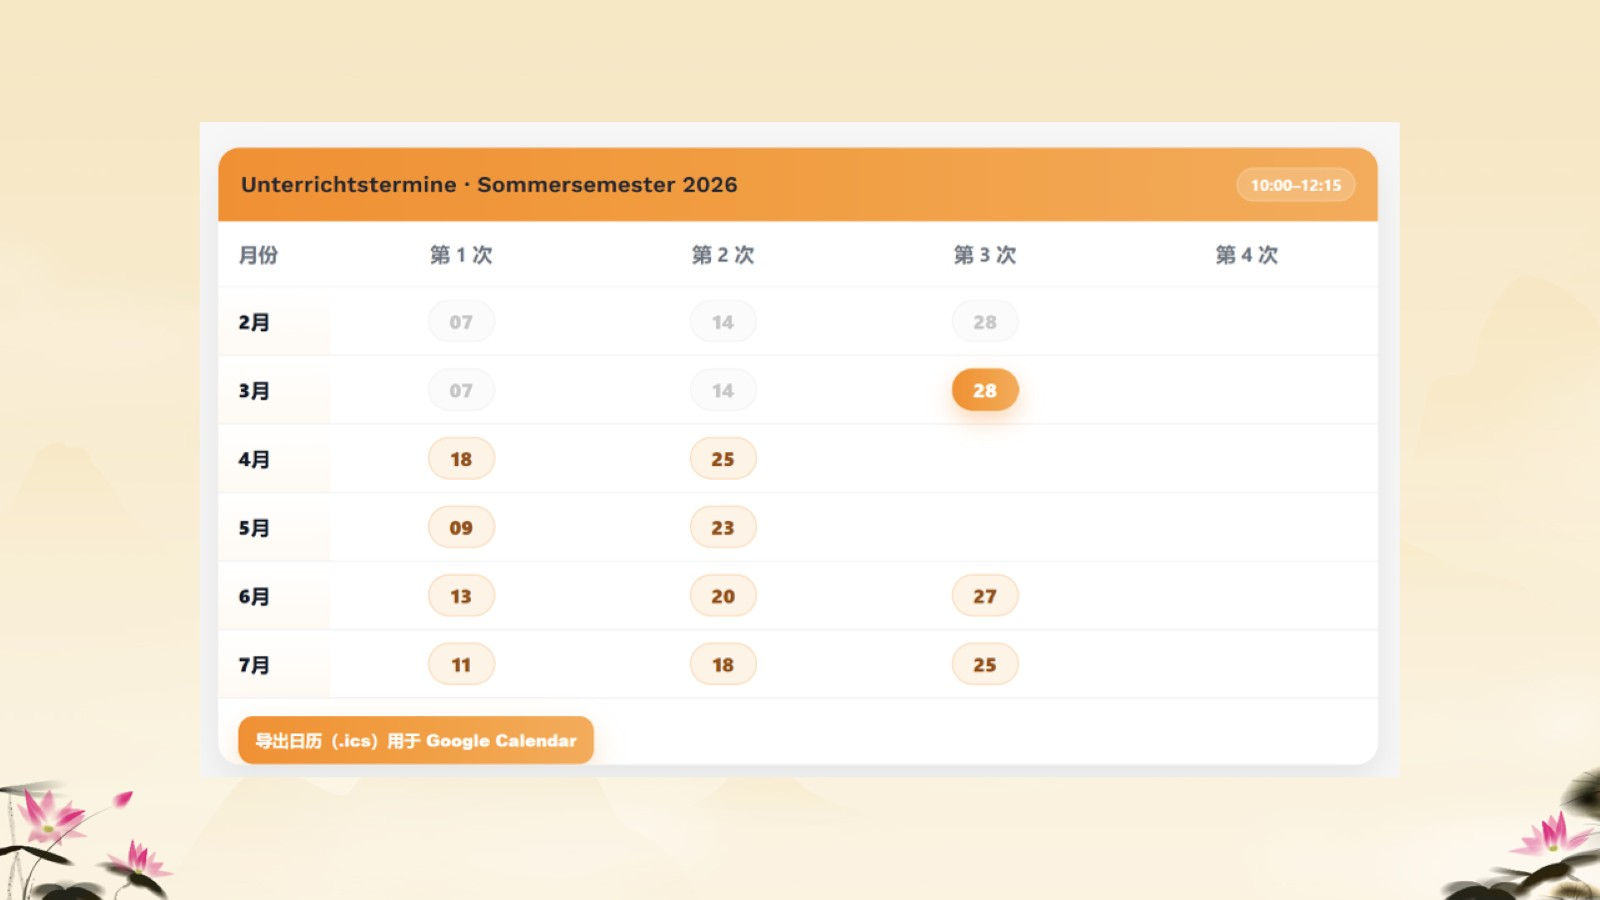 Unterrichtstermine · Sommersemester 2026 10:00–12:15
月份 第 1 次 第 2 次 第 3 次 第 4 次
2月 07 14 28
3月 07 14 28
4月 18 25
5月 09 23
6月 13 20 27
7月 11 18 25
导出日历（.ics）用于 Google Calendar